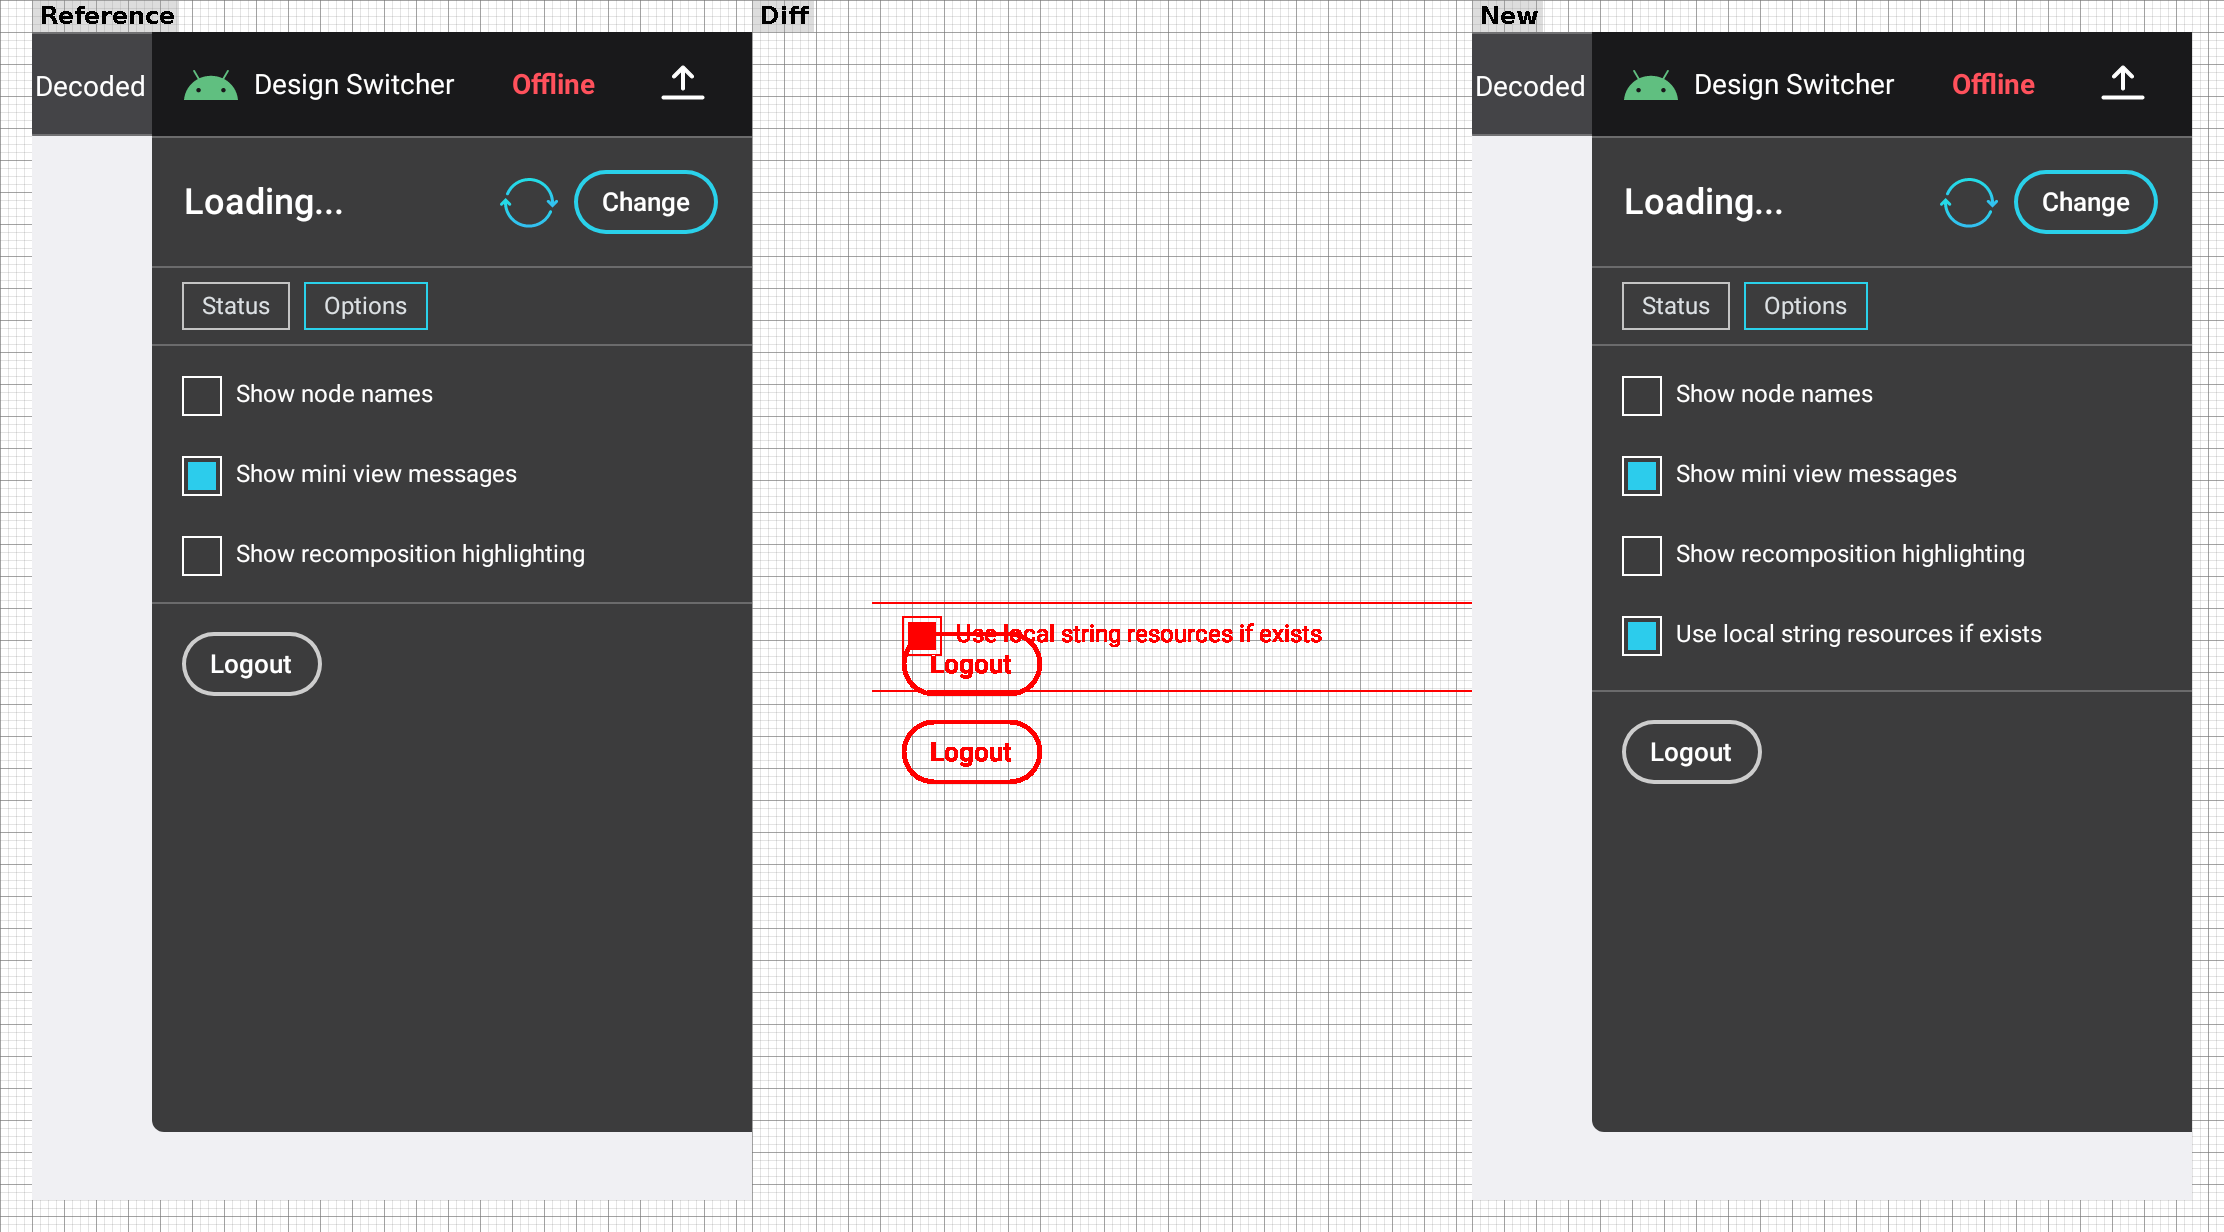 Reference
Decoded
Design Switcher
Offline
Loading...
Change
Status
Options
Show node names
Show mini view messages
Show recomposition highlighting
Logout
Diff
Use local string resources if exists
Logout
Logout
New
Decoded
Design Switcher
Offline
Loading...
Change
Status
Options
Show node names
Show mini view messages
Show recomposition highlighting
Use local string resources if exists
Logout